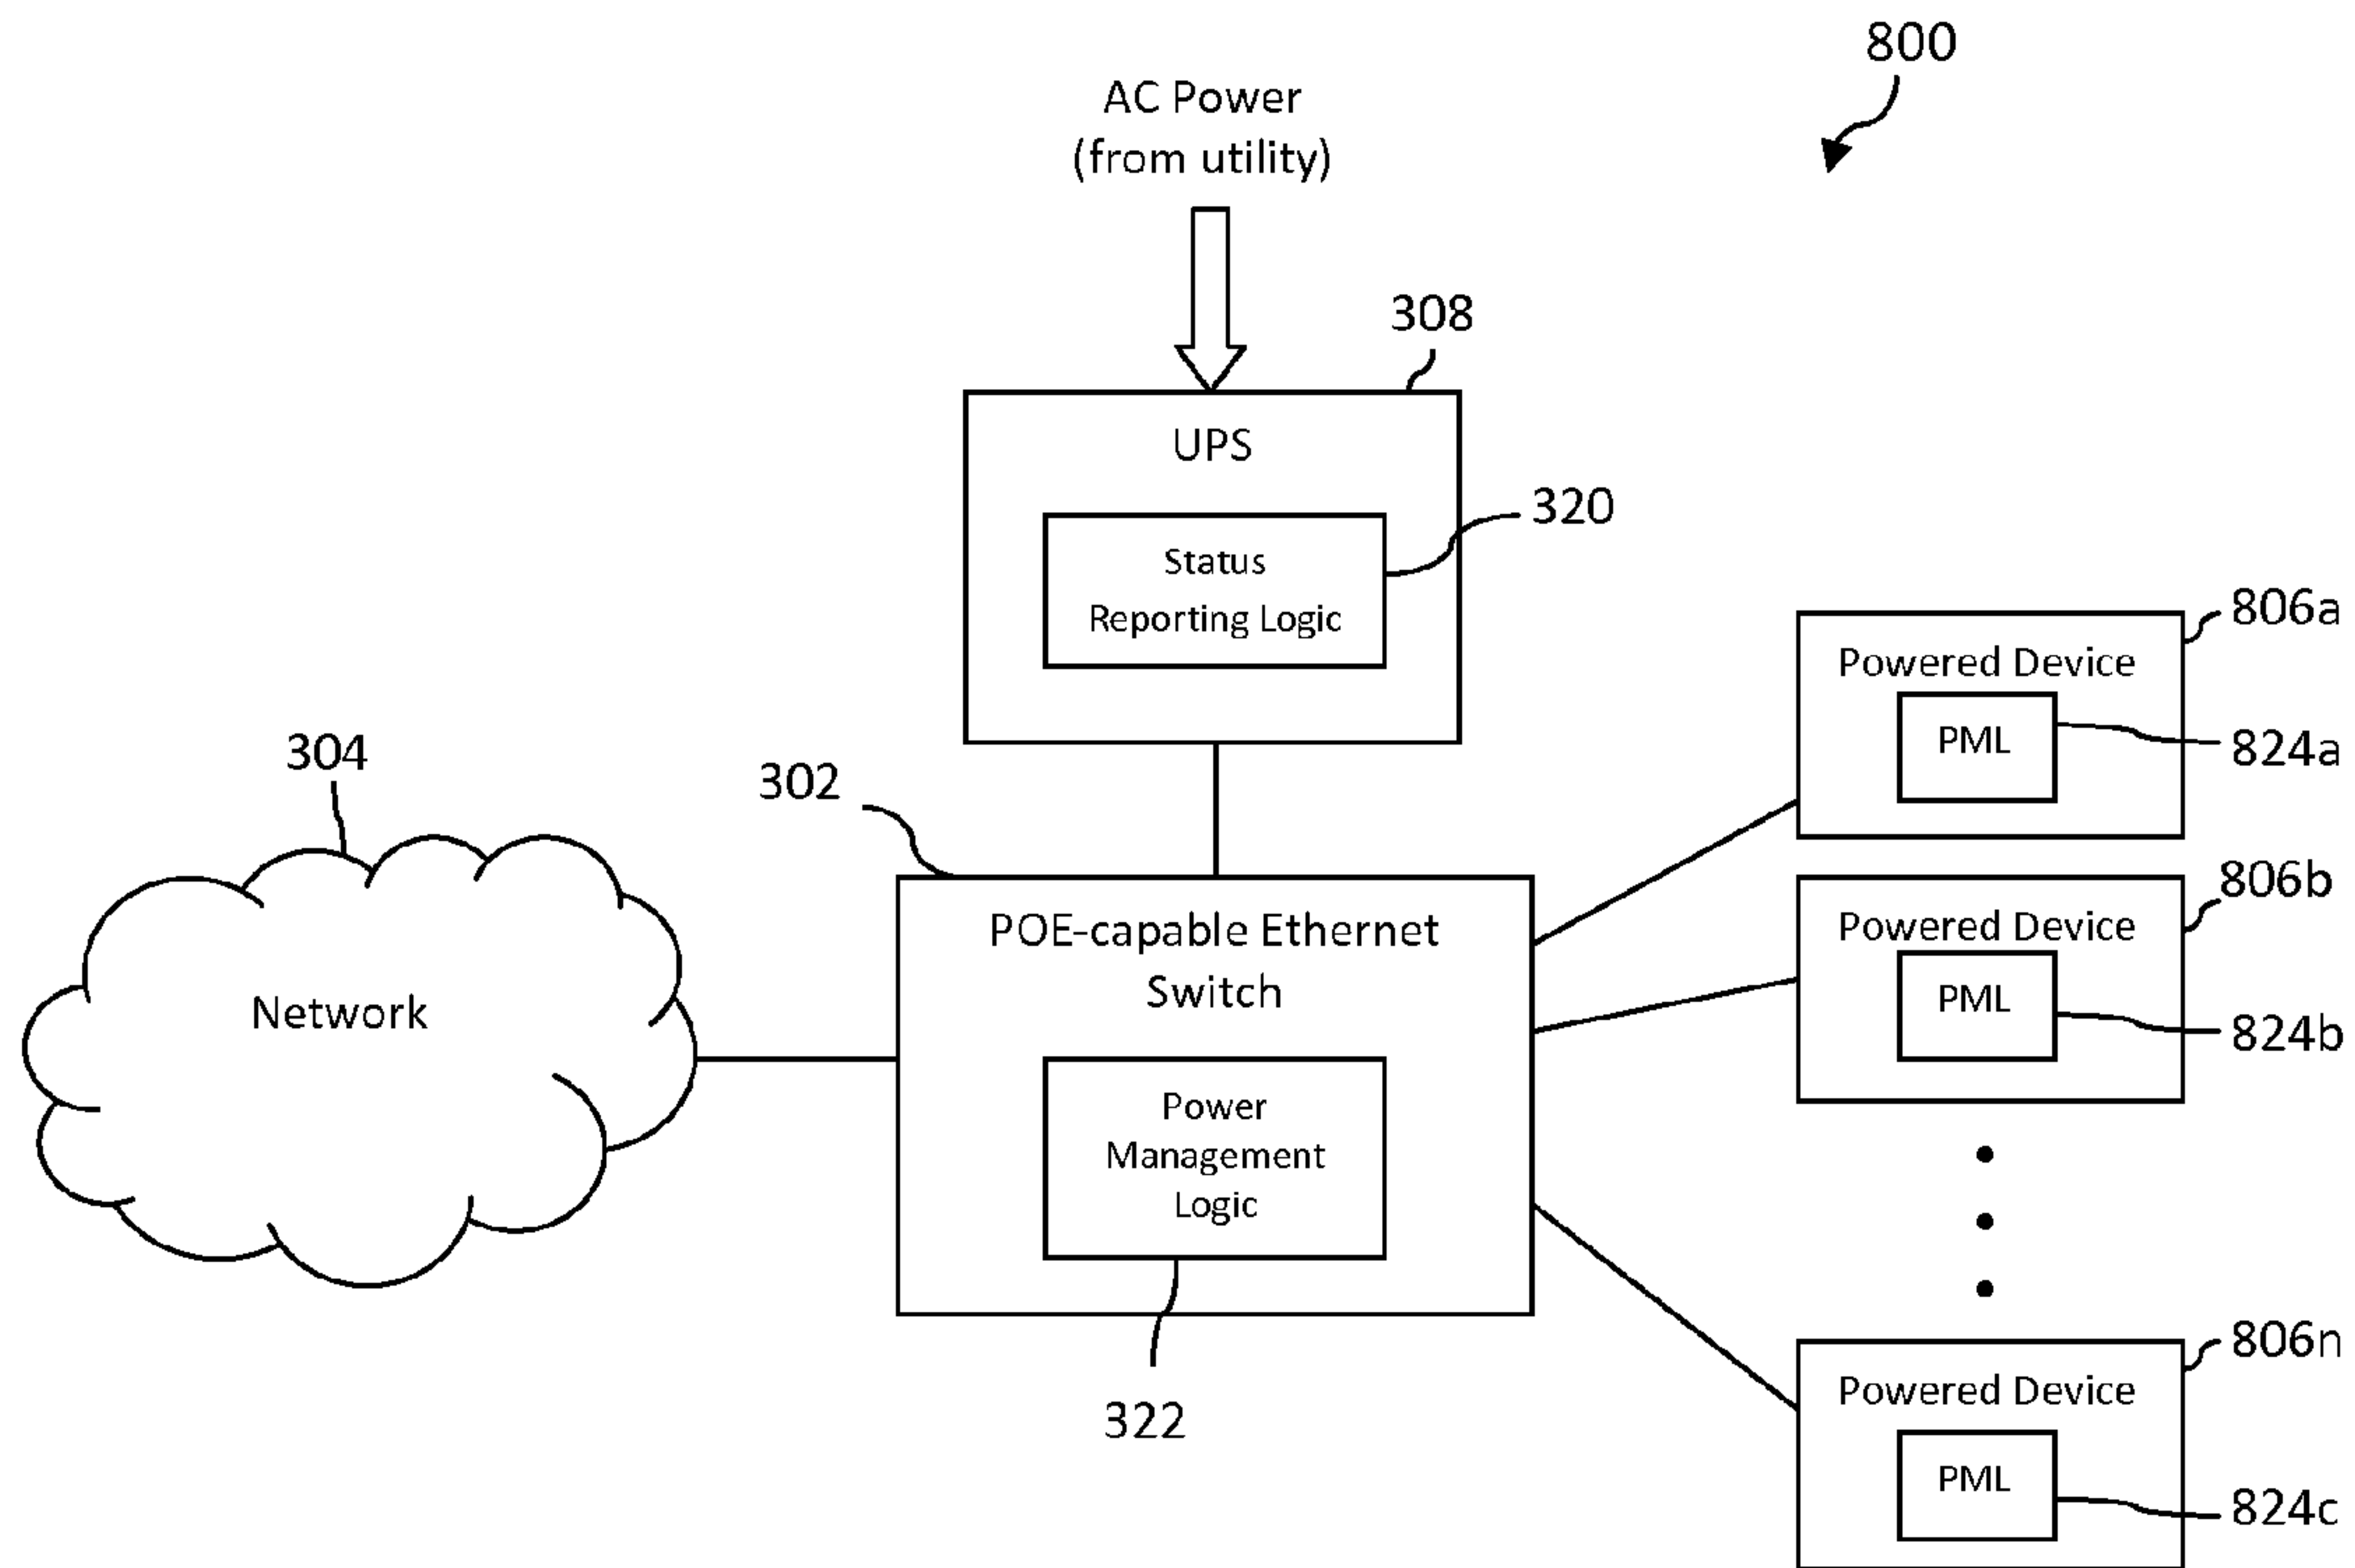 800
AC Power
(from utility)
308
UPS
320
Status
Reporting Logic
806a
Powered Device
PML
824a
304
302
806b
POE-capable Ethernet
Switch
Powered Device
PML
824b
Network
Power
Management
Logic
322
806n
Powered Device
PML
824c